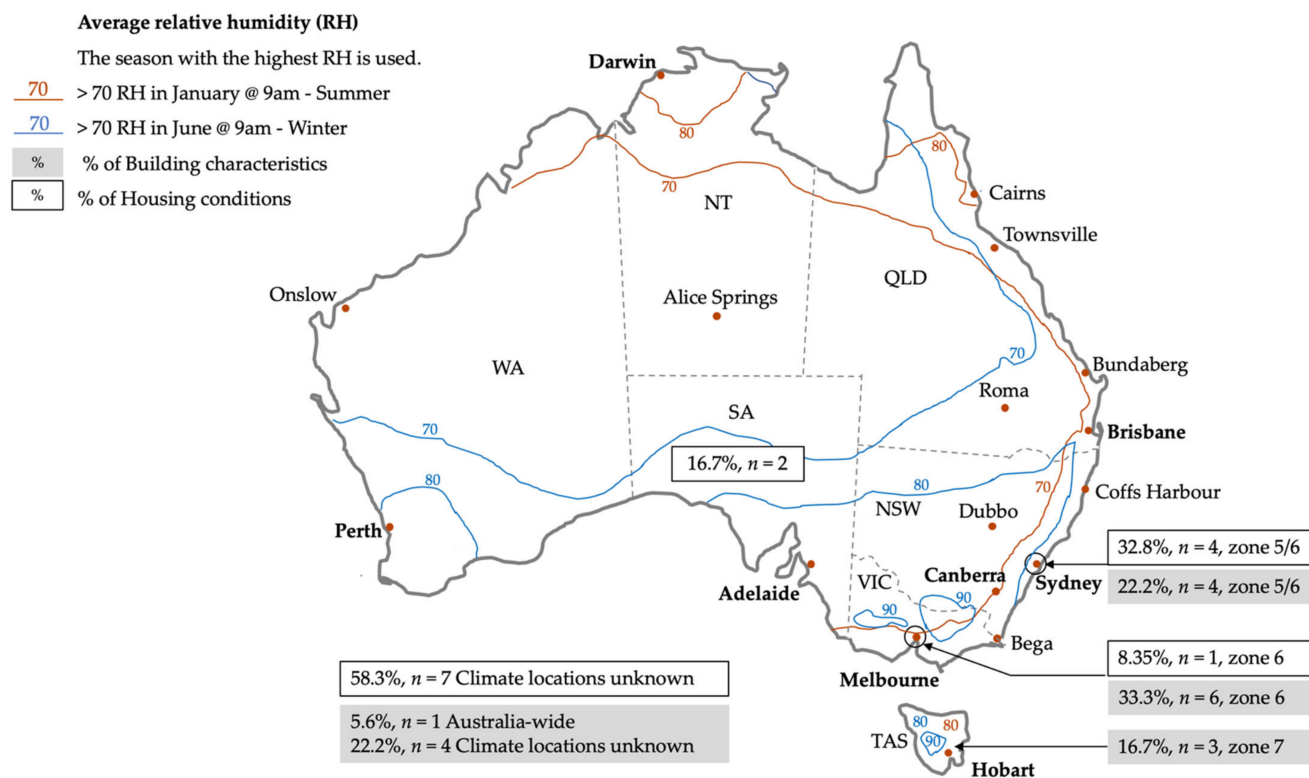 Average relative humidity (RH)
The season with the highest RH is used.
70 > 70 RH in January @ 9am - Summer
70 > 70 RH in June @ 9am - Winter
% % of Building characteristics
% % of Housing conditions
Darwin
80
80
70
NT
Cairns
Townsville
QLD
Onslow
Alice Springs
70
WA
Bundaberg
Roma
SA
70
Brisbane
16.7%, n = 2
80
80
70
Coffs Harbour
NSW
Dubbo
Perth
32.8%, n = 4, zone 5/6
Canberra
Sydney
22.2%, n = 4, zone 5/6
VIC
Adelaide
90
90
Bega
8.35%, n = 1, zone 6
Melbourne
33.3%, n = 6, zone 6
58.3%, n = 7 Climate locations unknown
5.6%, n = 1 Australia-wide
22.2%, n = 4 Climate locations unknown
80
80
TAS
90
16.7%, n = 3, zone 7
Hobart